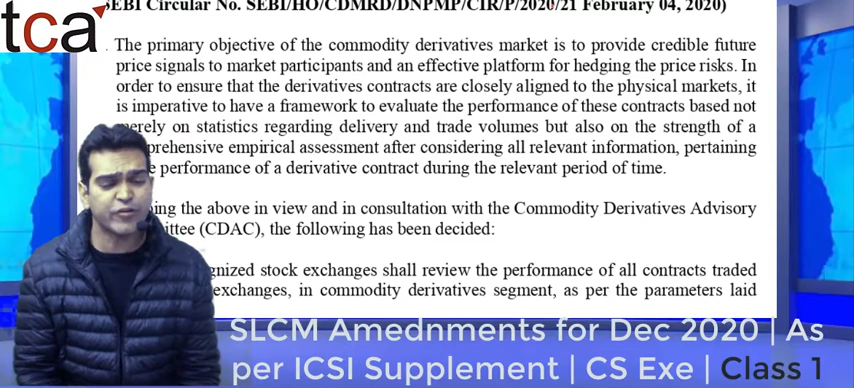 SEBI Circular No. SEBI/HO/CDMRD/DNPMP/CIR/P/2020/21 February 04, 2020)
tca
The primary objective of the commodity derivatives market is to provide credible future
price signals to market participants and an effective platform for hedging the price risks. In
order to ensure that the derivatives contracts are closely aligned to the physical markets, it
is imperative to have a framework to evaluate the performance of these contracts based not
merely on statistics regarding delivery and trade volumes but also on the strength of a
prehensive empirical assessment after considering all relevant information, pertaining
e performance of a derivative contract during the relevant period of time.
ing the above in view and in consultation with the Commodity Derivatives Advisory
ittee (CDAC), the following has been decided:
gnized stock exchanges shall review the performance of all contracts traded
exchanges, in commodity derivatives segment, as per the parameters laid
SLCM Amednments for Dec 2020 | As
per ICSI Supplement | CS Exe | Class 1